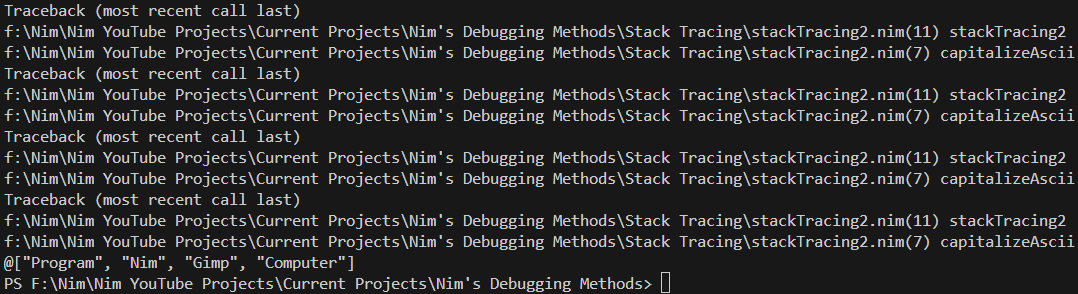 Traceback (most recent call last)
f:\Nim\Nim YouTube Projects\Current Projects\Nim's Debugging Methods\Stack Tracing\stackTracing2.nim(11) stackTracing2
f:\Nim\Nim YouTube Projects\Current Projects\Nim's Debugging Methods\Stack Tracing\stackTracing2.nim(7) capitalizeAscii
Traceback (most recent call last)
f:\Nim\Nim YouTube Projects\Current Projects\Nim's Debugging Methods\Stack Tracing\stackTracing2.nim(11) stackTracing2
f:\Nim\Nim YouTube Projects\Current Projects\Nim's Debugging Methods\Stack Tracing\stackTracing2.nim(7) capitalizeAscii
Traceback (most recent call last)
f:\Nim\Nim YouTube Projects\Current Projects\Nim's Debugging Methods\Stack Tracing\stackTracing2.nim(11) stackTracing2
f:\Nim\Nim YouTube Projects\Current Projects\Nim's Debugging Methods\Stack Tracing\stackTracing2.nim(7) capitalizeAscii
Traceback (most recent call last)
f:\Nim\Nim YouTube Projects\Current Projects\Nim's Debugging Methods\Stack Tracing\stackTracing2.nim(11) stackTracing2
f:\Nim\Nim YouTube Projects\Current Projects\Nim's Debugging Methods\Stack Tracing\stackTracing2.nim(7) capitalizeAscii
@["Program", "Nim", "Gimp", "Computer"]
PS F:\Nim\Nim YouTube Projects\Current Projects\Nim's Debugging Methods>